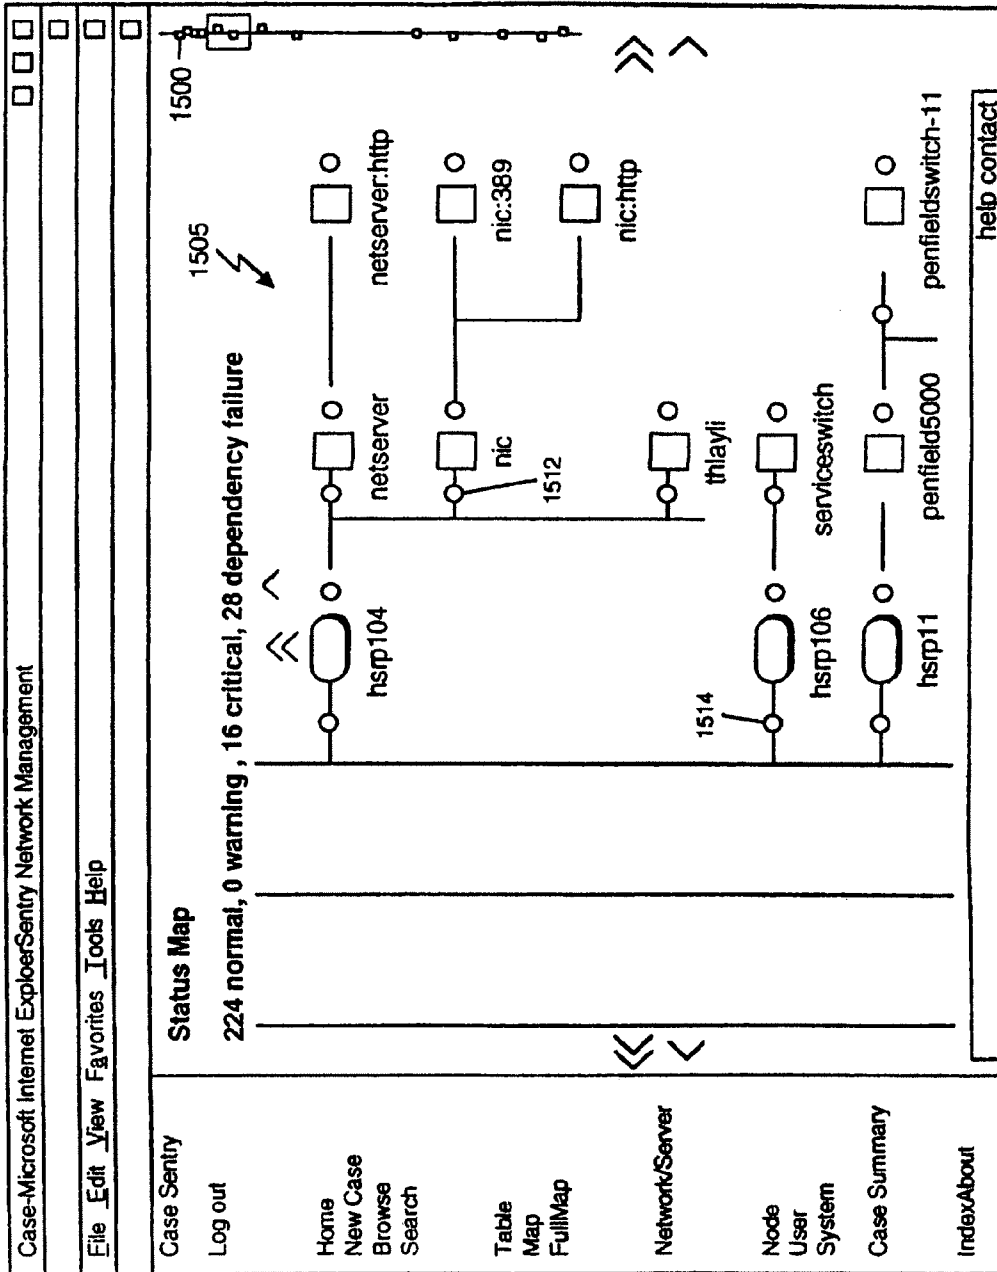 Case-Microsoft Internet ExploerSentry Network Management
File Edit View Favorites Tools Help
Case Sentry
Log out
Home
New Case
Browse
Search
Table
Map
FullMap
Network/Server
Node
User
System
Case Summary
IndexAbout
Status Map
224 normal, 0 warning , 16 critical, 28 dependency failure
1500
1505
hsrp104
netserver
netserver:http
nic
nic:389
1512
nic:http
thlayli
1514
hsrp106
serviceswitch
hsrp11
penfield5000
penfieldswitch-11
help contact